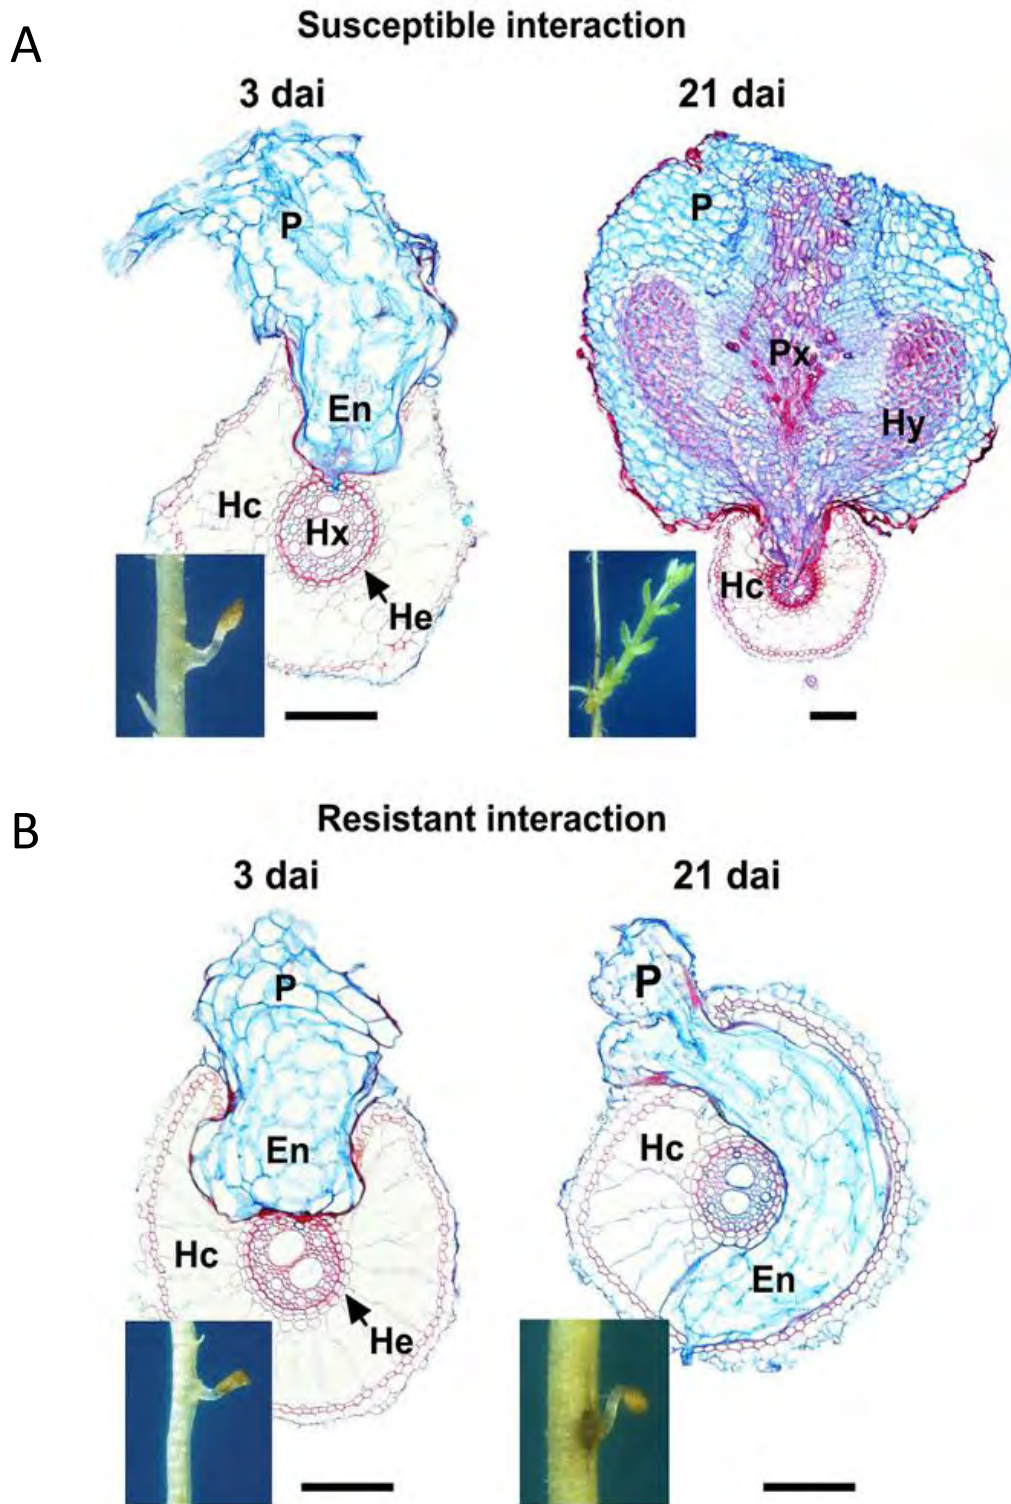 A
Susceptible interaction
3 dai
21 dai
P
P
Px
En
Hy
Hc
Hx
Hc
He
B
Resistant interaction
3 dai
21 dai
P
P
En
Hc
Hc
En
He